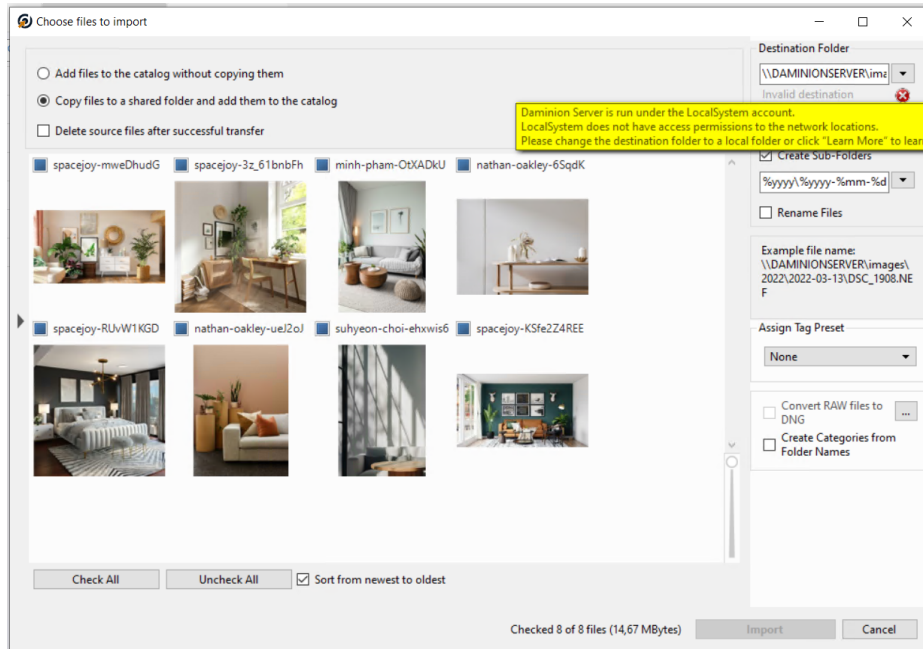 Choose files to import
Add files to the catalog without copying them
Copy files to a shared folder and add them to the catalog
Delete source files after successful transfer
Destination Folder
\\DAMINIONSERVER\ima
Invalid destination
Daminion Server is run under the LocalSystem account.
LocalSystem does not have access permissions to the network locations.
Please change the destination folder to a local folder or click "Learn More" to lear
Create Sub-Folders
%yyyy\%yyyy-%mm-%d
Rename Files
Example file name:
\\DAMINIONSERVER\images\
2022\2022-03-13\DSC_1908.NE
F
Assign Tag Preset
None
Convert RAW files to
DNG
...
Create Categories from
Folder Names
spacejoy-mweDhudG
spacejoy-3z_61bnbFh
minh-pham-OtXADkU
nathan-oakley-6SqdK
spacejoy-RUvW1KGD
nathan-oakley-ueJ2oJ
suhyeon-choi-ehxwis6
spacejoy-KSfe2Z4REE
Check All
Uncheck All
Sort from newest to oldest
Checked 8 of 8 files (14,67 MBytes)
Import
Cancel